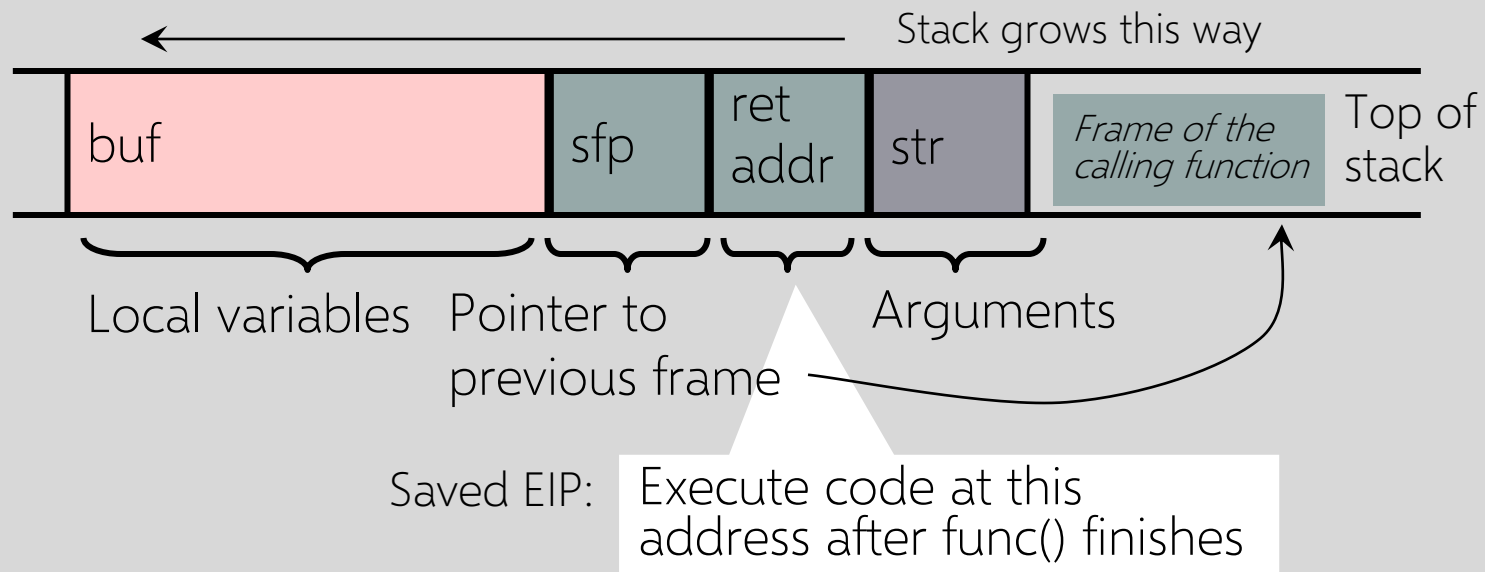 Stack grows this way
buf
sfp
ret
addr
str
Frame of the
calling function
Top of
stack
Local variables
Pointer to
previous frame
Arguments
Saved EIP:
Execute code at this
address after func() finishes